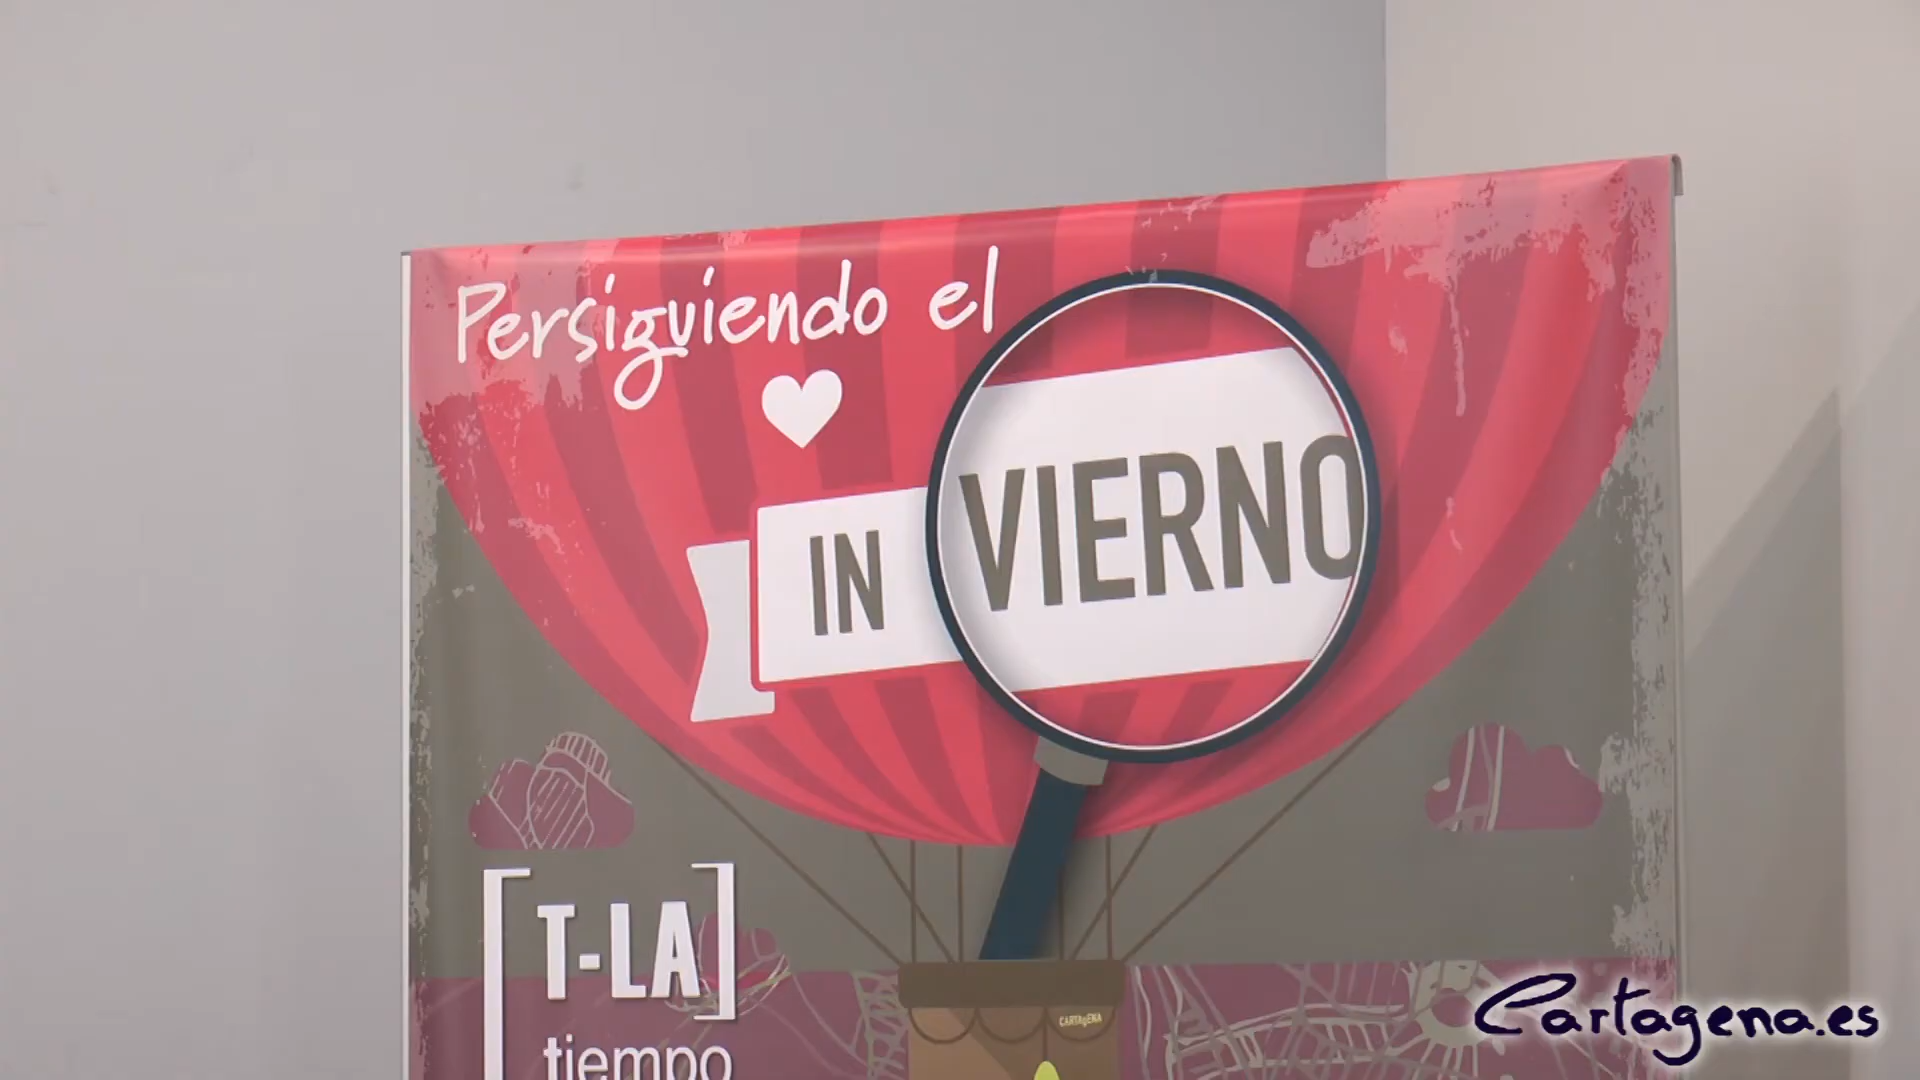 Persiguiendo el
IN VIERNO
[T-LA]
tiempo
CARTAgENA
Cartagena.es